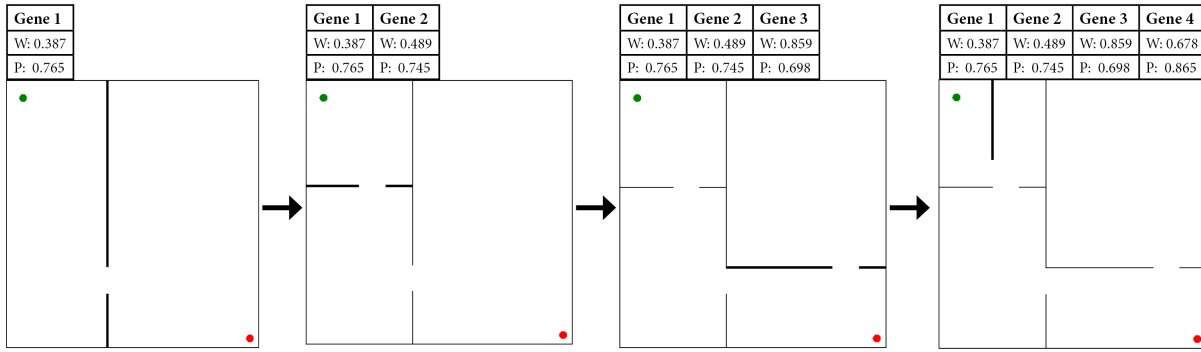 Gene 1
W: 0.387
P: 0.765
Gene 1 Gene 2
W: 0.387 W: 0.489
P: 0.765 P: 0.745
Gene 1 Gene 2 Gene 3
W: 0.387 W: 0.489 W: 0.859
P: 0.765 P: 0.745 P: 0.698
Gene 1 Gene 2 Gene 3 Gene 4
W: 0.387 W: 0.489 W: 0.859 W: 0.678
P: 0.765 P: 0.745 P: 0.698 P: 0.865